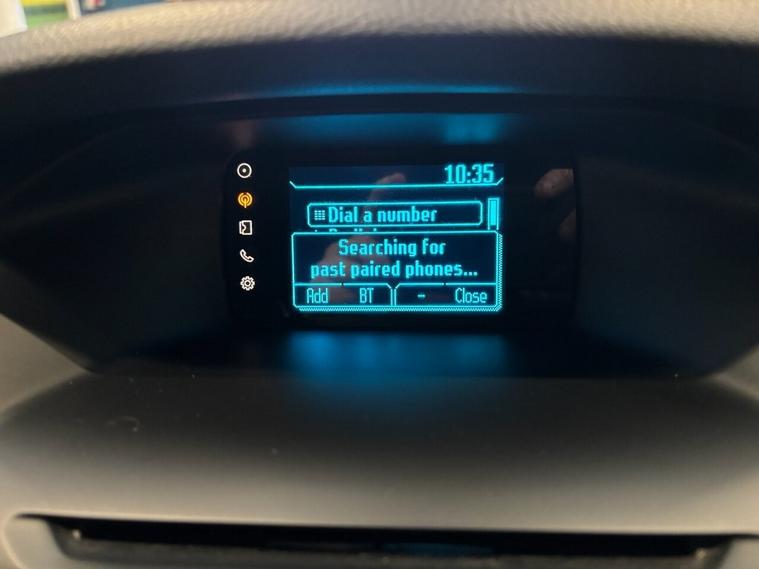 10:35
Dial a number
Searching for
past paired phones...
Add BT - Close